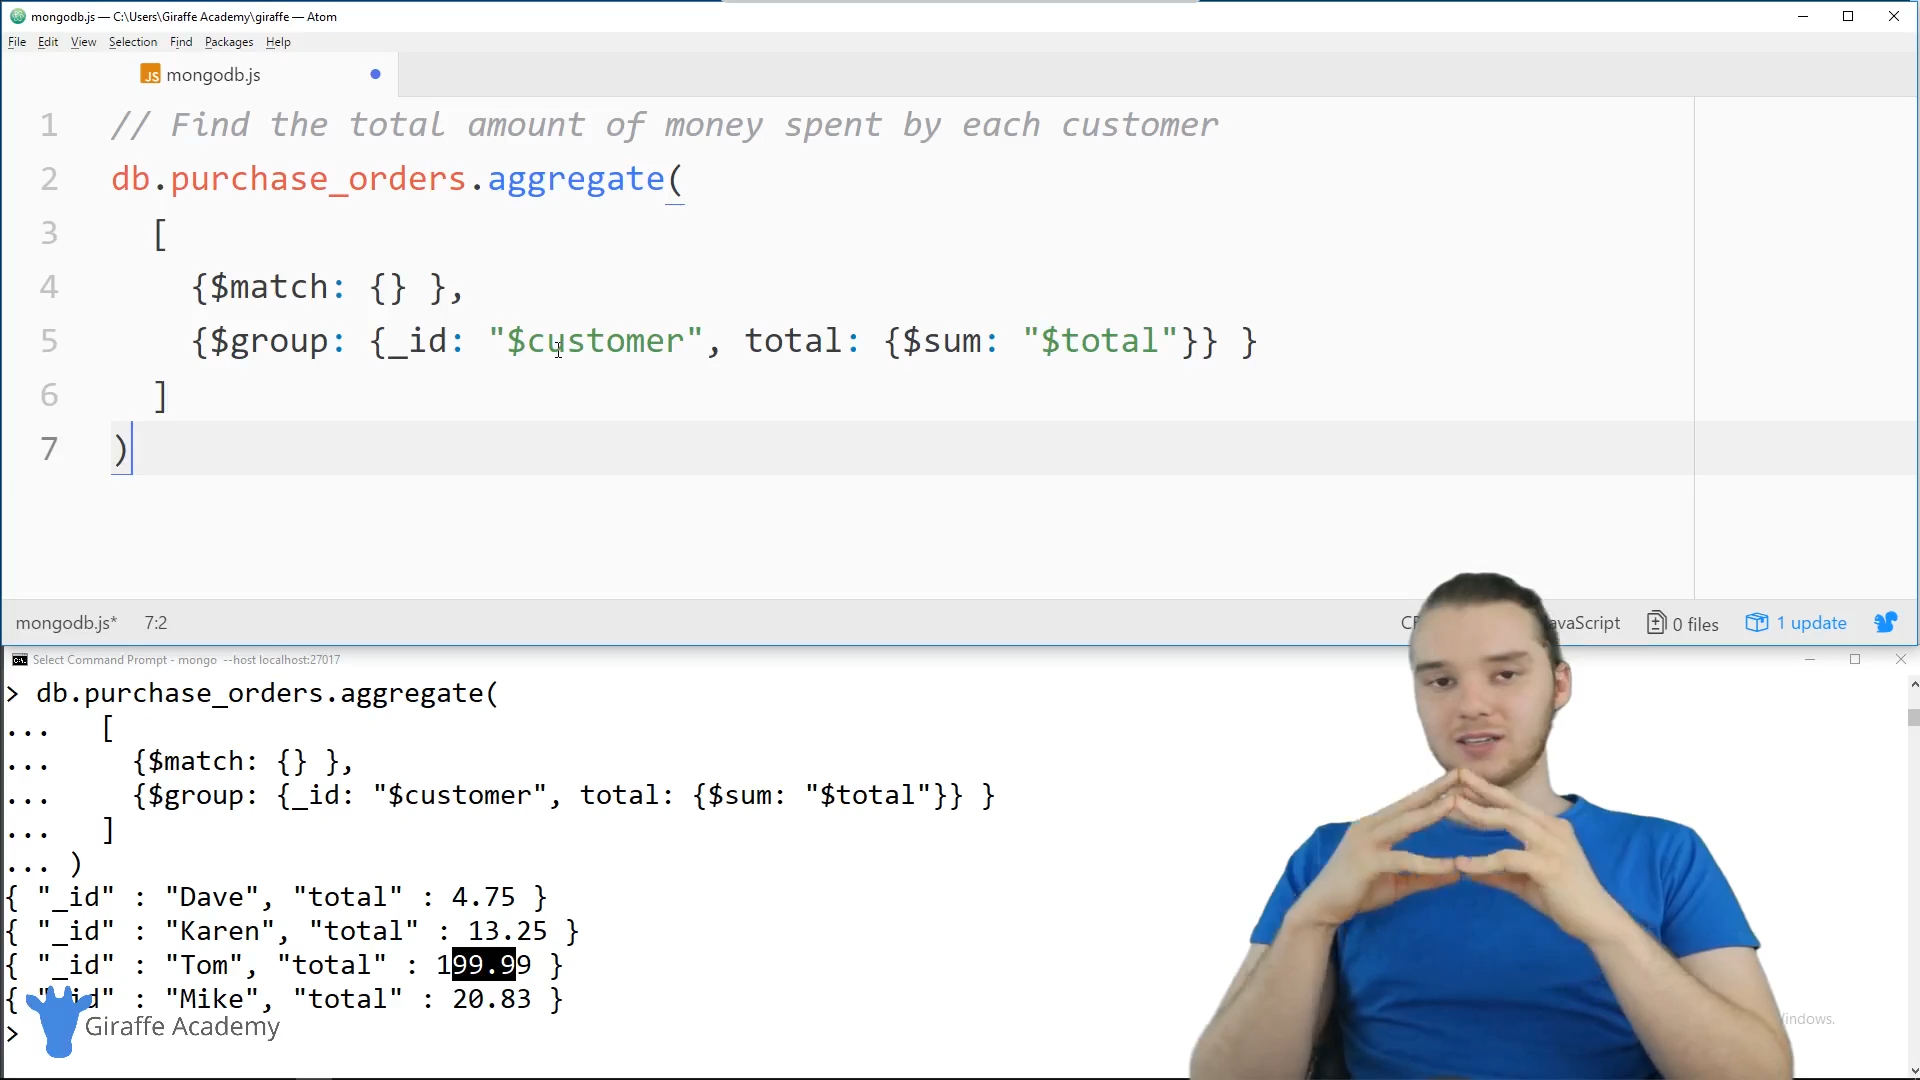 mongodb.js — C:\Users\Giraffe Academy\giraffe — Atom
File Edit View Selection Find Packages Help
JS mongodb.js
1 // Find the total amount of money spent by each customer
2 db.purchase_orders.aggregate(
3 [
4 {$match: {} },
5 {$group: {_id: "$customer", total: {$sum: "$total"}} }
6 ]
7 )
mongodb.js* 7:2 avaScript 0 files 1 update
Select Command Prompt - mongo --host localhost:27017
> db.purchase_orders.aggregate(
... [
... {$match: {} },
... {$group: {_id: "$customer", total: {$sum: "$total"}} }
... ]
... )
{ "_id" : "Dave", "total" : 4.75 }
{ "_id" : "Karen", "total" : 13.25 }
{ "_id" : "Tom", "total" : 199.99 }
{ "_id" : "Mike", "total" : 20.83 }
>
Giraffe Academy